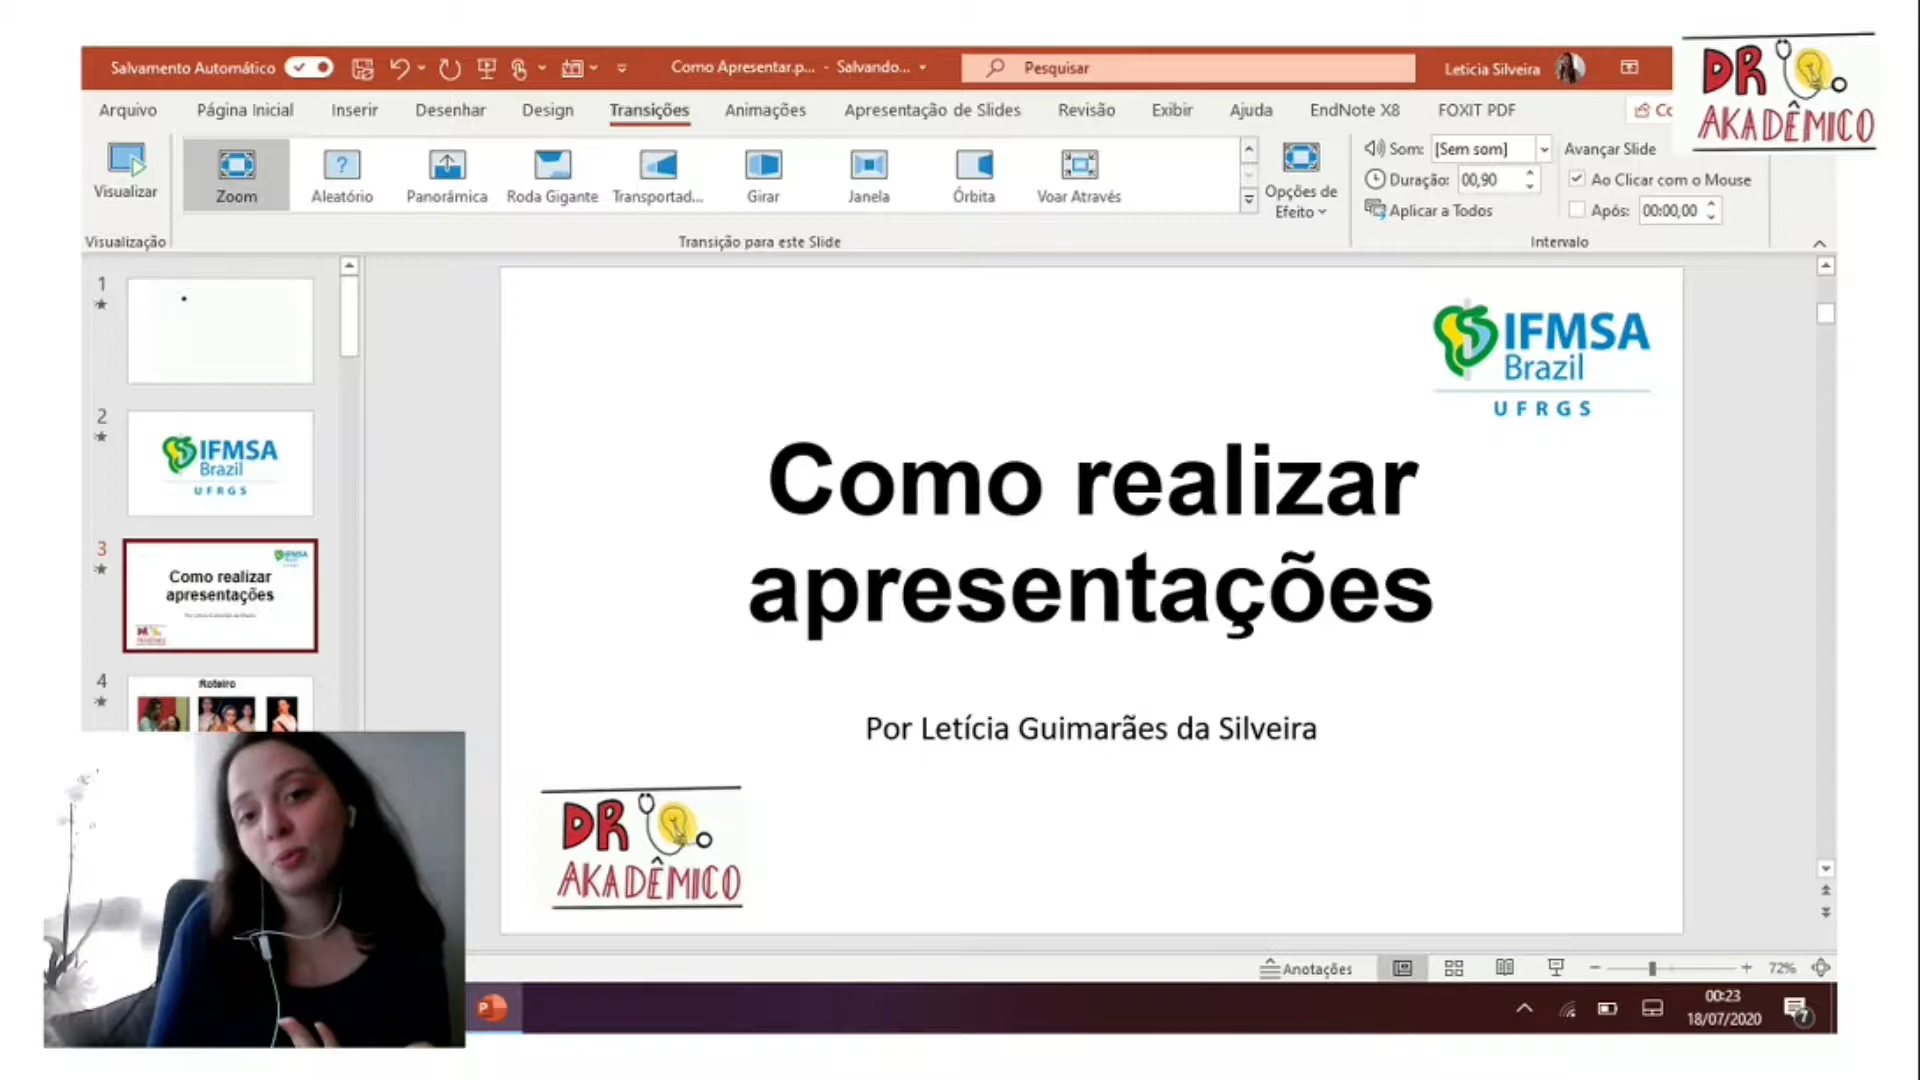 Salvamento Automático
Como Apresentar.p... - Salvando...
Pesquisar
Leticia Silveira
DR
AKADÊMICO
Arquivo Página Inicial Inserir Desenhar Design Transições Animações Apresentação de Slides Revisão Exibir Ajuda EndNote X8 FOXIT PDF Co
Visualizar
Zoom Aleatório Panorâmica Roda Gigante Transportad... Girar Janela Órbita Voar Através
Opções de
Efeito
Som: [Sem som]
Duração: 00,90
Aplicar a Todos
Avançar Slide
Ao Clicar com o Mouse
Após: 00:00,00
Visualização
Transição para este Slide
Intervalo
1
2
IFMSA
Brazil
UFRGS
3
Como realizar
apresentações
4
Roteiro
IFMSA
Brazil
UFRGS
Como realizar
apresentações
Por Letícia Guimarães da Silveira
DR
AKADÊMICO
Anotações
72%
00:23
18/07/2020
7